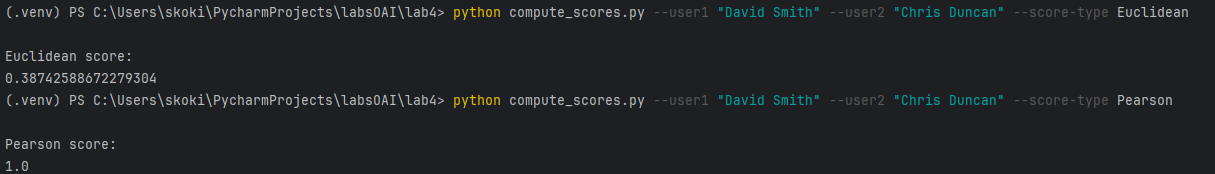 (.venv) PS C:\Users\skoki\PycharmProjects\labsOAI\lab4> python compute_scores.py --user1 "David Smith" --user2 "Chris Duncan" --score-type Euclidean
Euclidean score:
0.38742588672279304
(.venv) PS C:\Users\skoki\PycharmProjects\labsOAI\lab4> python compute_scores.py --user1 "David Smith" --user2 "Chris Duncan" --score-type Pearson
Pearson score:
1.0